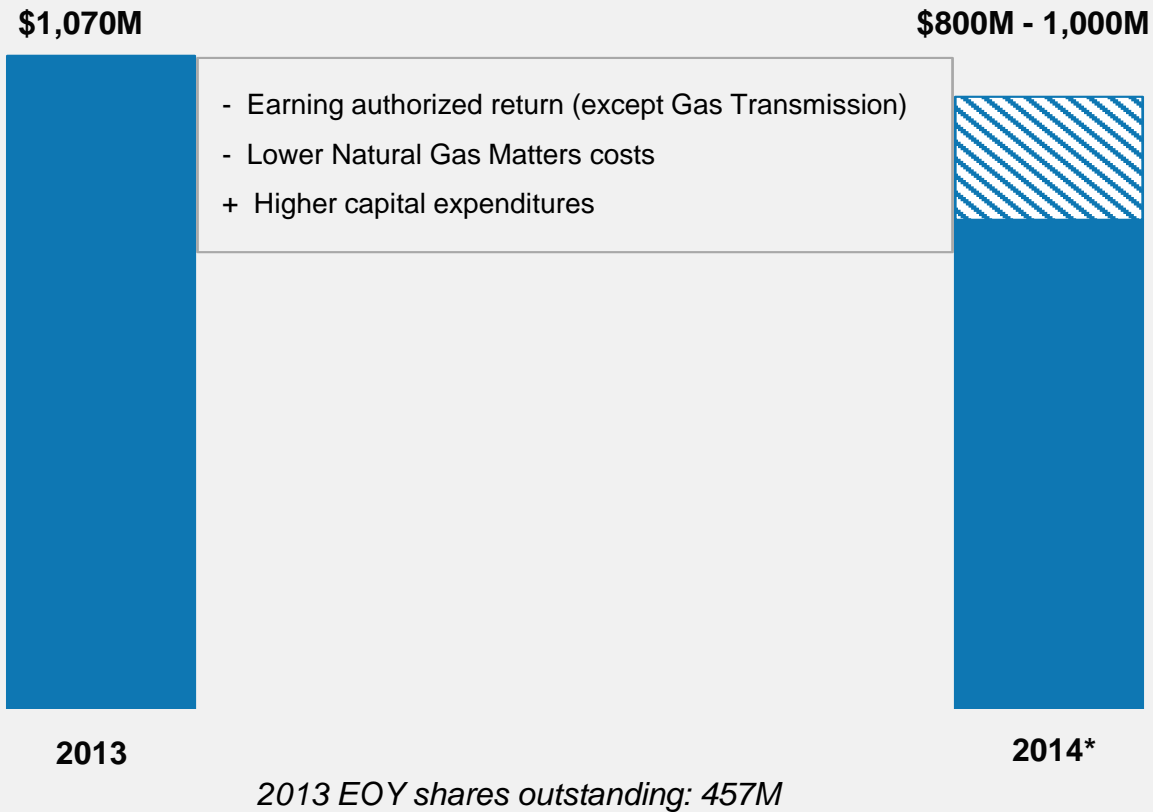 $1,070M
$800M - 1,000M
- Earning authorized return (except Gas Transmission)
- Lower Natural Gas Matters costs
+ Higher capital expenditures
2013
2014*
2013 EOY shares outstanding: 457M